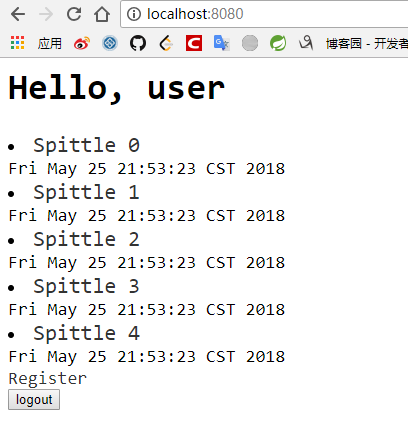 localhost:8080
应用
博客园 - 开发者
Hello, user
Spittle 0
Fri May 25 21:53:23 CST 2018
Spittle 1
Fri May 25 21:53:23 CST 2018
Spittle 2
Fri May 25 21:53:23 CST 2018
Spittle 3
Fri May 25 21:53:23 CST 2018
Spittle 4
Fri May 25 21:53:23 CST 2018
Register
logout